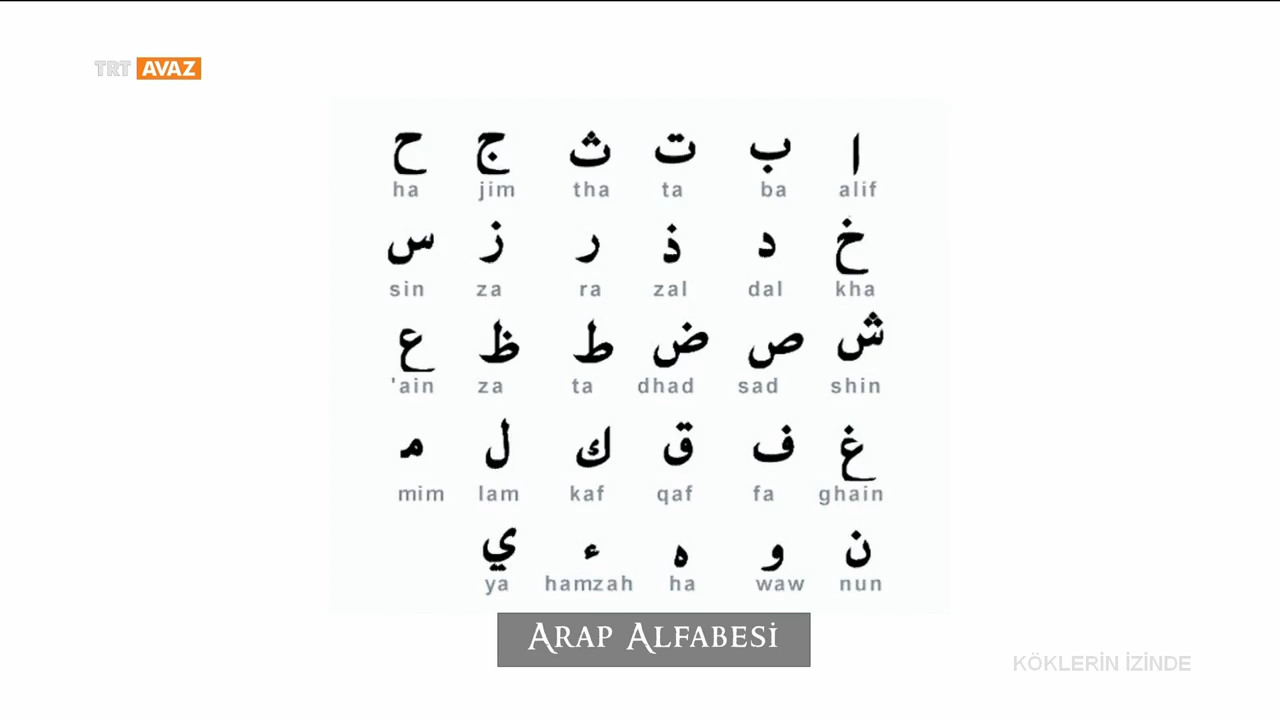 TRT AVAZ
ا ب ت ث ج ح
alif ba ta tha jim ha
خ د ذ ر ز س
kha dal zal ra za sin
ش ص ض ط ظ ع
shin sad dhad ta za 'ain
غ ف ق ك ل م
ghain fa qaf kaf lam mim
ن و ه ء ي
nun waw ha hamzah ya
ARAP ALFABESİ
KÖKLERİN İZİNDE